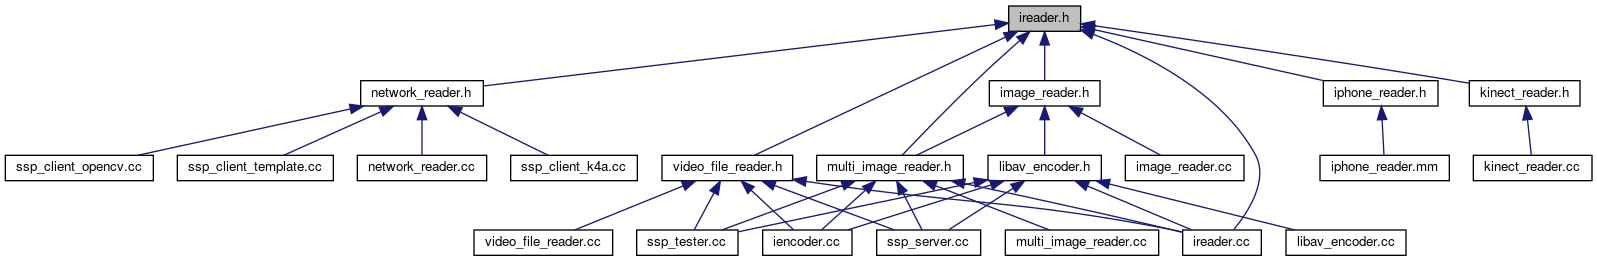 ireader.h
network_reader.h
image_reader.h
iphone_reader.h
kinect_reader.h
ssp_client_opencv.cc
ssp_client_template.cc
network_reader.cc
ssp_client_k4a.cc
video_file_reader.h
multi_image_reader.h
libav_encoder.h
image_reader.cc
iphone_reader.mm
kinect_reader.cc
video_file_reader.cc
ssp_tester.cc
iencoder.cc
ssp_server.cc
multi_image_reader.cc
ireader.cc
libav_encoder.cc